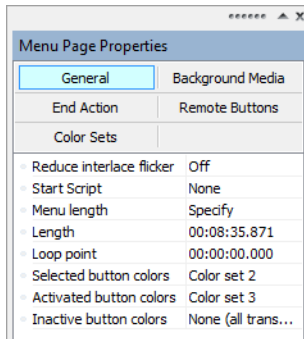 Menu Page Properties
General Background Media
End Action Remote Buttons
Color Sets
Reduce interlace flicker Off
Start Script None
Menu length Specify
Length 00:08:35.871
Loop point 00:00:00.000
Selected button colors Color set 2
Activated button colors Color set 3
Inactive button colors None (all trans...